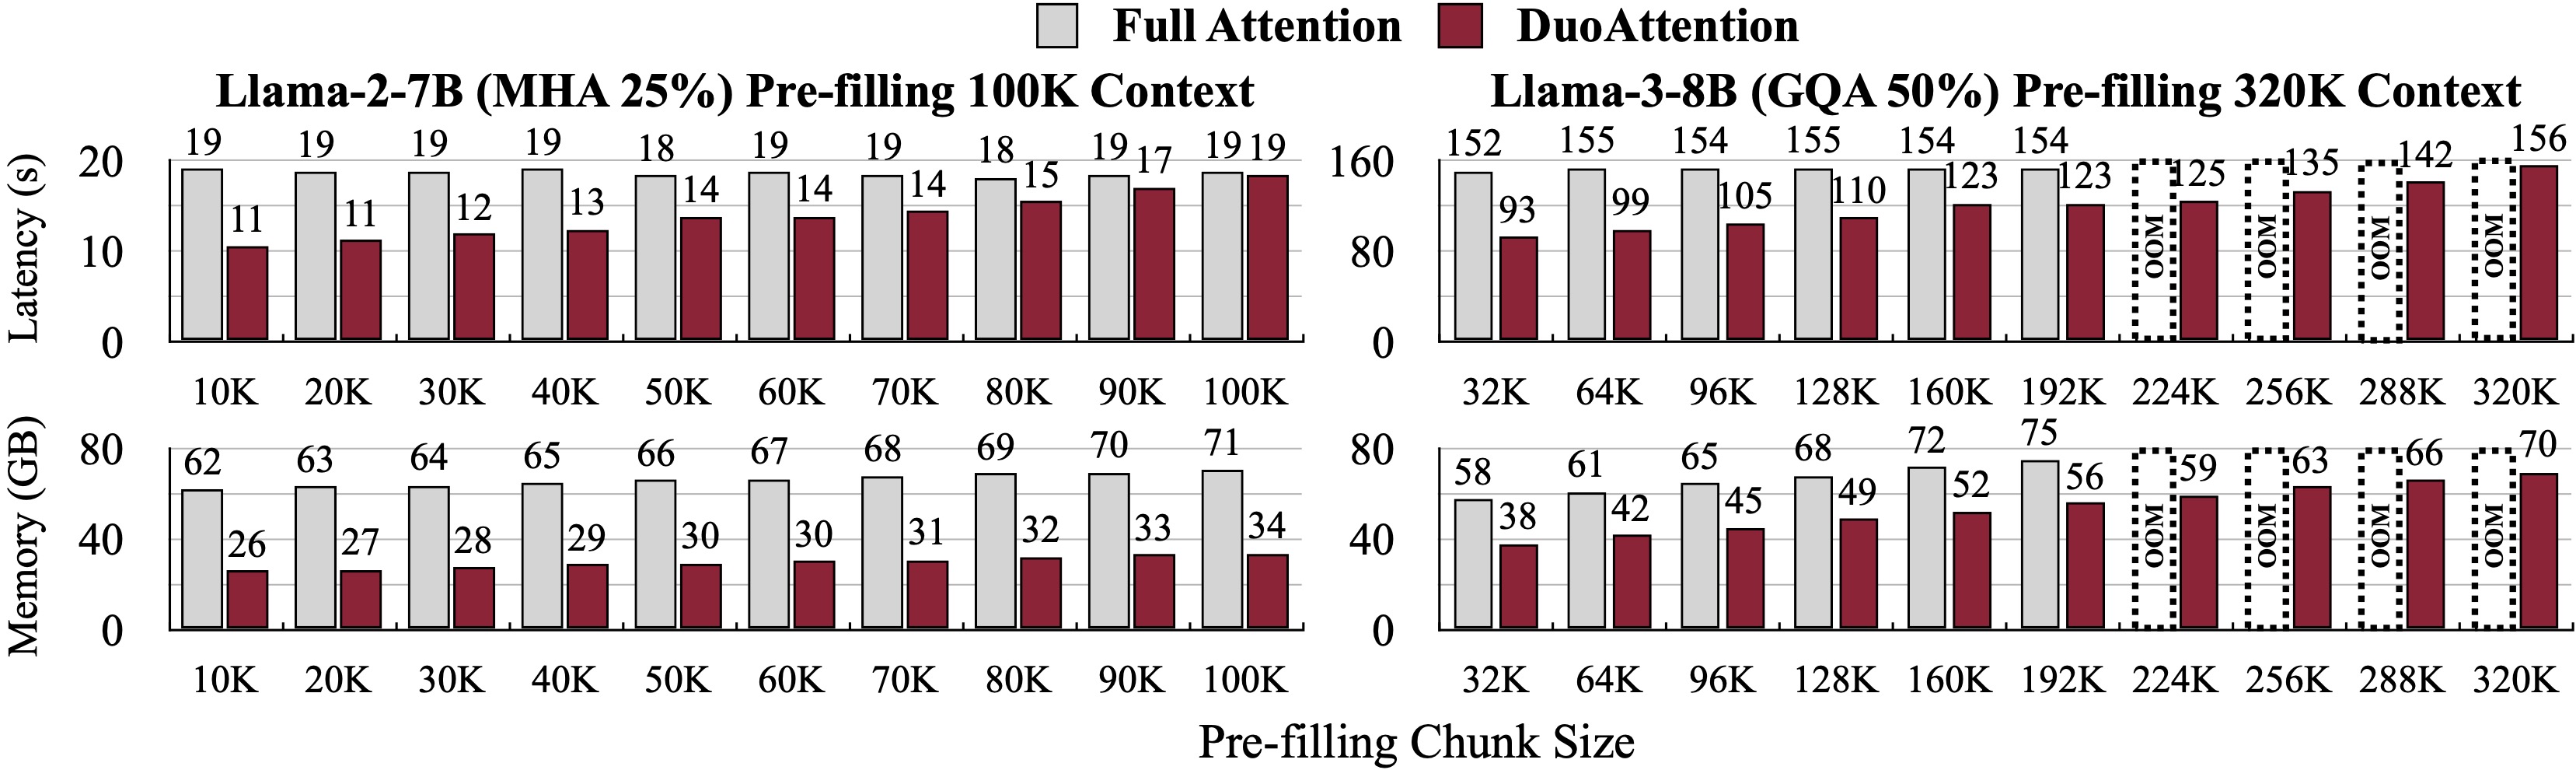 Full Attention DuoAttention
Llama-2-7B (MHA 25%) Pre-filling 100K Context
Latency (s)
20
10
0
19 11 19 11 19 12 19 13 18 14 19 14 19 14 18 15 19 17 19 19
10K 20K 30K 40K 50K 60K 70K 80K 90K 100K
Memory (GB)
80
40
0
62 26 63 27 64 28 65 29 66 30 67 30 68 31 69 32 70 33 71 34
10K 20K 30K 40K 50K 60K 70K 80K 90K 100K
Llama-3-8B (GQA 50%) Pre-filling 320K Context
160
80
0
152 93 155 99 154 105 155 110 154 123 154 123 OOM 125 OOM 135 OOM 142 OOM 156
32K 64K 96K 128K 160K 192K 224K 256K 288K 320K
80
40
0
58 38 61 42 65 45 68 49 72 52 75 56 OOM 59 OOM 63 OOM 66 OOM 70
32K 64K 96K 128K 160K 192K 224K 256K 288K 320K
Pre-filling Chunk Size